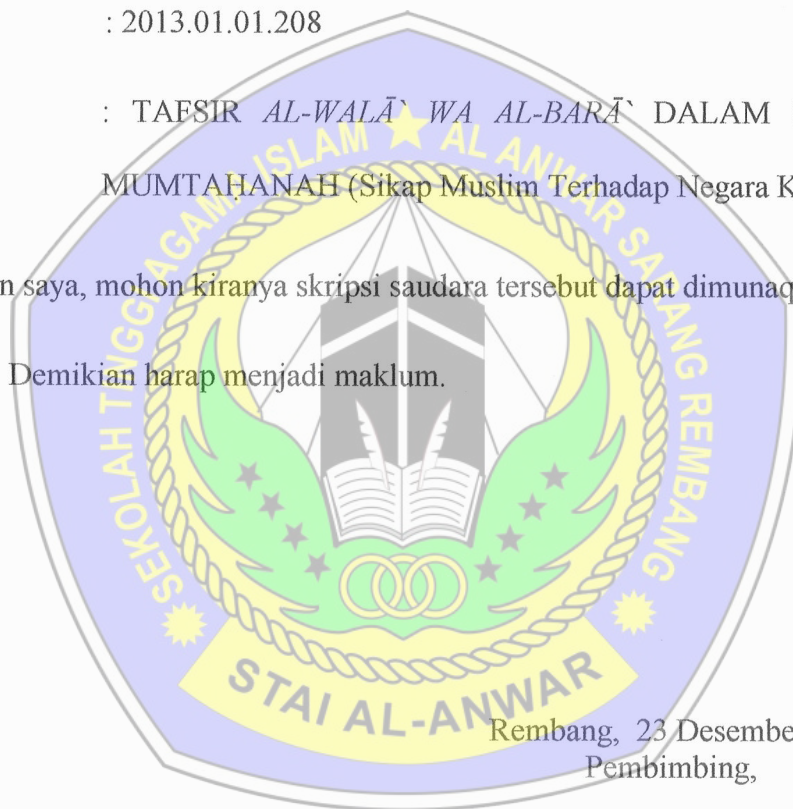 : 2013.01.01.208
: TAFSIR AL-WALĀ` WA AL-BARĀ` DALAM
MUMTAḤANAH (Sikap Muslim Terhadap Negara K
n saya, mohon kiranya skripsi saudara tersebut dapat dimunaq
Demikian harap menjadi maklum.
SEKOLAH TINGGI AGAMA ISLAM AL ANWAR SARANG REMBANG
STAI AL-ANWAR
Rembang, 23 Desembe
Pembimbing,